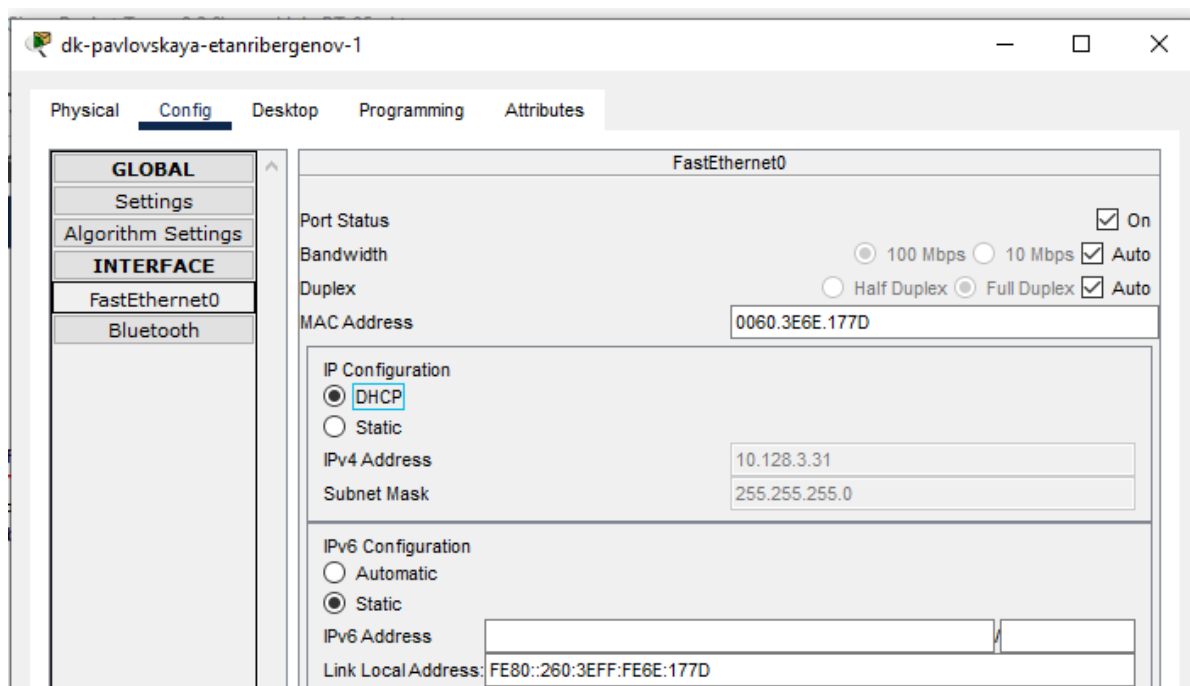 dk-pavlovskaya-etanribergenov-1
Physical Config Desktop Programming Attributes
GLOBAL
Settings
Algorithm Settings
INTERFACE
FastEthernet0
Bluetooth
FastEthernet0
Port Status On
Bandwidth 100 Mbps 10 Mbps Auto
Duplex Half Duplex Full Duplex Auto
MAC Address 0060.3E6E.177D
IP Configuration
DHCP
Static
IPv4 Address 10.128.3.31
Subnet Mask 255.255.255.0
IPv6 Configuration
Automatic
Static
IPv6 Address /
Link Local Address: FE80::260:3EFF:FE6E:177D